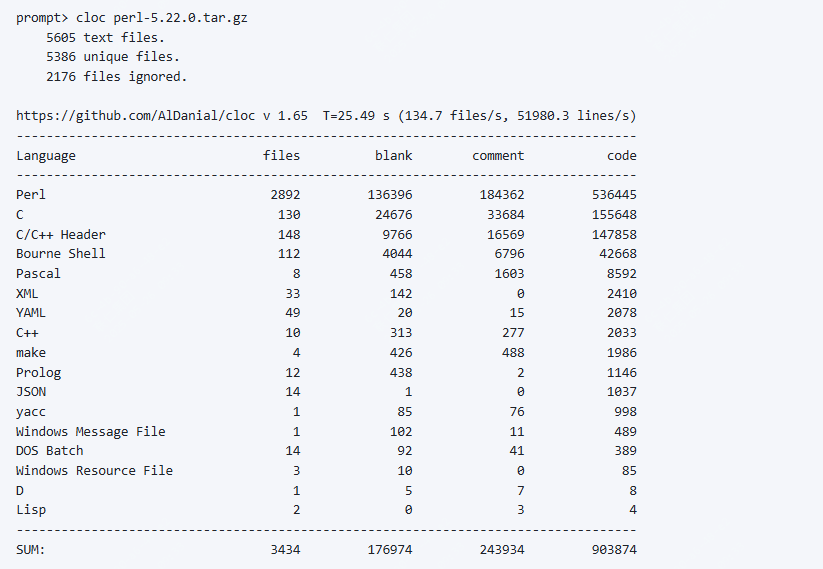 prompt> cloc perl-5.22.0.tar.gz
    5605 text files.
    5386 unique files.
    2176 files ignored.

https://github.com/AlDanial/cloc v 1.65  T=25.49 s (134.7 files/s, 51980.3 lines/s)
-------------------------------------------------------------------------------
Language                     files          blank        comment           code
-------------------------------------------------------------------------------
Perl                          2892         136396         184362         536445
C                              130          24676          33684         155648
C/C++ Header                   148           9766          16569         147858
Bourne Shell                   112           4044           6796          42668
Pascal                           8            458           1603           8592
XML                             33            142              0           2410
YAML                            49             20             15           2078
C++                             10            313            277           2033
make                             4            426            488           1986
Prolog                          12            438              2           1146
JSON                            14              1              0           1037
yacc                             1             85             76            998
Windows Message File             1            102             11            489
DOS Batch                       14             92             41            389
Windows Resource File            3             10              0             85
D                                1              5              7              8
Lisp                             2              0              3              4
-------------------------------------------------------------------------------
SUM:                          3434         176974         243934         903874